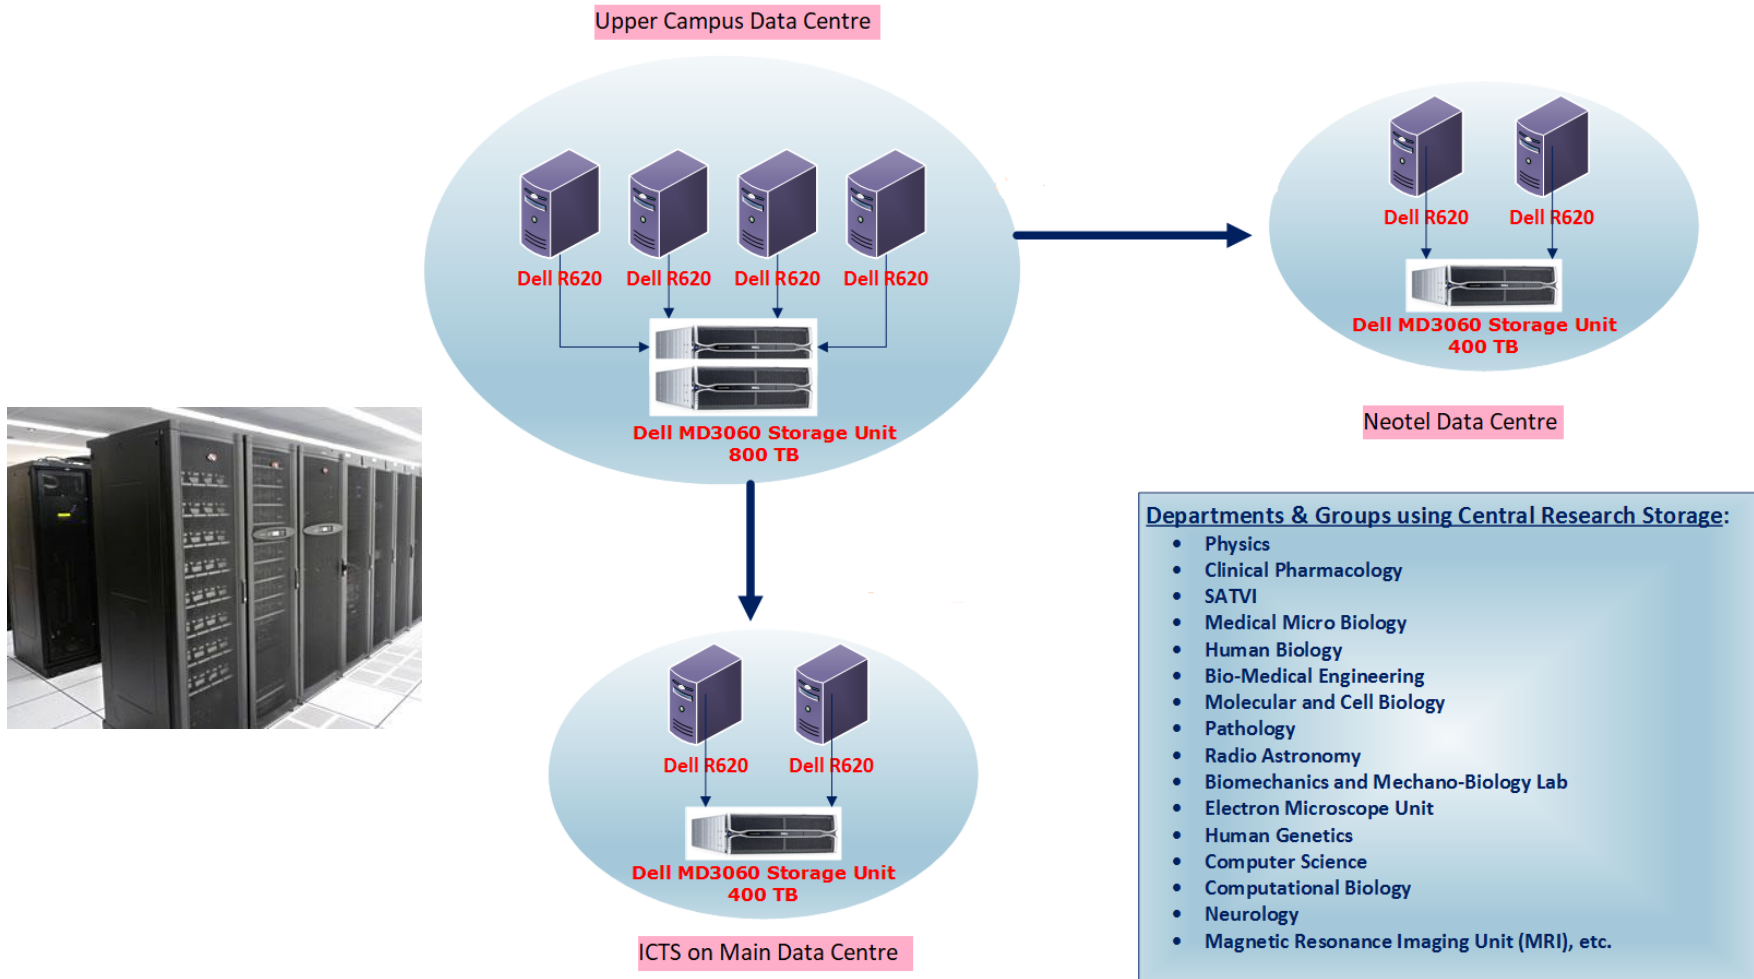 Upper Campus Data Centre
Dell R620
Dell R620
Dell R620
Dell R620
Dell MD3060 Storage Unit
800 TB
Dell R620
Dell R620
Dell MD3060 Storage Unit
400 TB
Neotel Data Centre
Dell R620
Dell R620
Dell MD3060 Storage Unit
400 TB
ICTS on Main Data Centre
Departments & Groups using Central Research Storage:
• Physics
• Clinical Pharmacology
• SATVI
• Medical Micro Biology
• Human Biology
• Bio-Medical Engineering
• Molecular and Cell Biology
• Pathology
• Radio Astronomy
• Biomechanics and Mechano-Biology Lab
• Electron Microscope Unit
• Human Genetics
• Computer Science
• Computational Biology
• Neurology
• Magnetic Resonance Imaging Unit (MRI), etc.